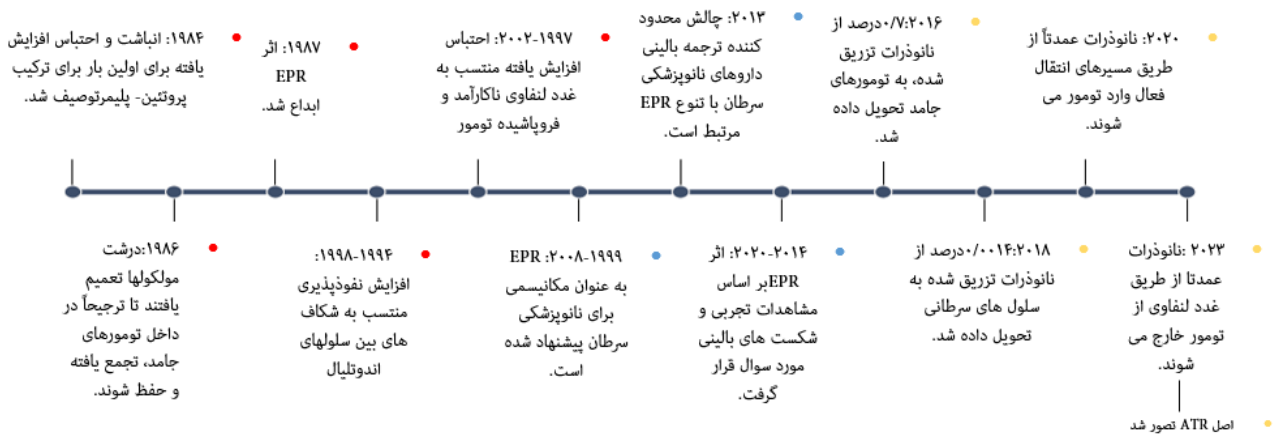 ۱۹۸۴: انباشت و احتباس افزایش
یافته برای اولین بار برای ترکیب
پروتئین- پلیمرتوصیف شد.
۱۹۸۷: اثر
EPR
ابداع شد.
۱۹۹۷-۲۰۰۲: احتباس
افزایش یافته منتسب به
غدد لنفاوی ناکارآمد و
فروپاشیده تومور
۲۰۱۳: چالش محدود
کننده ترجمه بالینی
داروهای نانوپزشکی
سرطان با تنوع EPR
مرتبط است.
۰/۷:۲۰۱۶درصد از
نانوذرات تزریق
شده، به تومورهای
جامد تحویل داده
شد.
۲۰۲۰: نانوذرات عمدتاً از
طریق مسیرهای انتقال
فعال وارد تومور می
شوند.
۱۹۸۶:درشت
مولکولها تعمیم
یافتند تا ترجیحاً در
داخل تومورهای
جامد، تجمع یافته
و حفظ شوند.
۱۹۹۴-۱۹۹۸:
افزایش نفوذپذیری
منتسب به شکاف
های بین سلولهای
اندوتلیال
۱۹۹۹-۲۰۰۸: EPR
به عنوان مکانیسمی
برای نانوپزشکی
سرطان پیشنهاد شده
است.
۲۰۱۴-۲۰۲۰: اثر
EPRبر اساس
مشاهدات تجربی و
شکست های بالینی
مورد سوال قرار
گرفت.
۰/۰۰۱۴:۲۰۱۸درصد از
نانوذرات تزریق شده به
سلول های سرطانی
تحویل داده شد.
۲۰۲۳ :نانوذرات
عمدتا از طریق
غدد لنفاوی از
تومور خارج می
شوند.
اصل ATR تصور شد